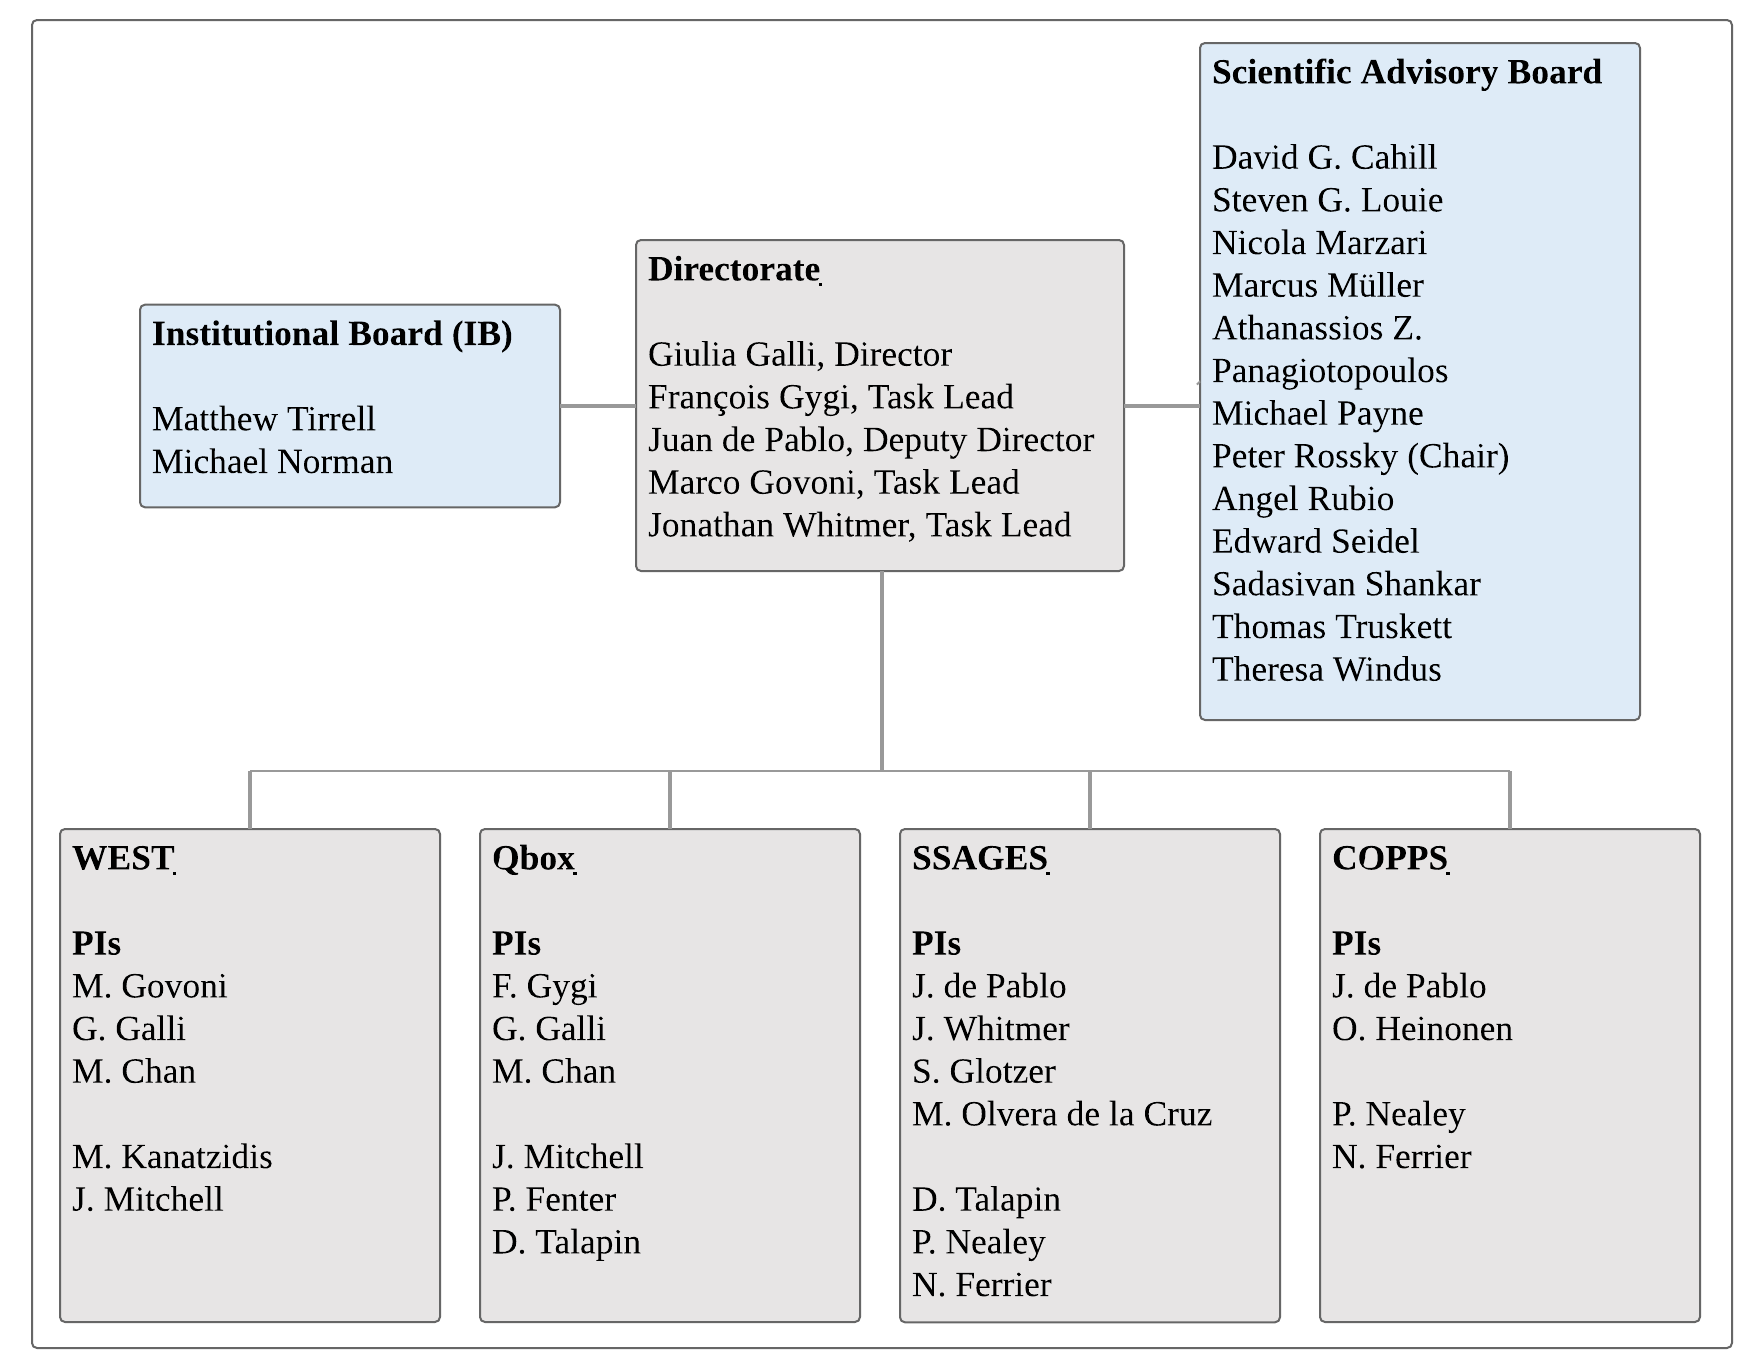 Scientific Advisory Board
David G. Cahill
Steven G. Louie
Nicola Marzari
Marcus Müller
Athanassios Z.
Panagiotopoulos
Michael Payne
Peter Rossky (Chair)
Angel Rubio
Edward Seidel
Sadasivan Shankar
Thomas Truskett
Theresa Windus
Directorate
Giulia Galli, Director
François Gygi, Task Lead
Juan de Pablo, Deputy Director
Marco Govoni, Task Lead
Jonathan Whitmer, Task Lead
Institutional Board (IB)
Matthew Tirrell
Michael Norman
WEST
PIs
M. Govoni
G. Galli
M. Chan
M. Kanatzidis
J. Mitchell
Qbox
PIs
F. Gygi
G. Galli
M. Chan
J. Mitchell
P. Fenter
D. Talapin
SSAGES
PIs
J. de Pablo
J. Whitmer
S. Glotzer
M. Olvera de la Cruz
D. Talapin
P. Nealey
N. Ferrier
COPPS
PIs
J. de Pablo
O. Heinonen
P. Nealey
N. Ferrier